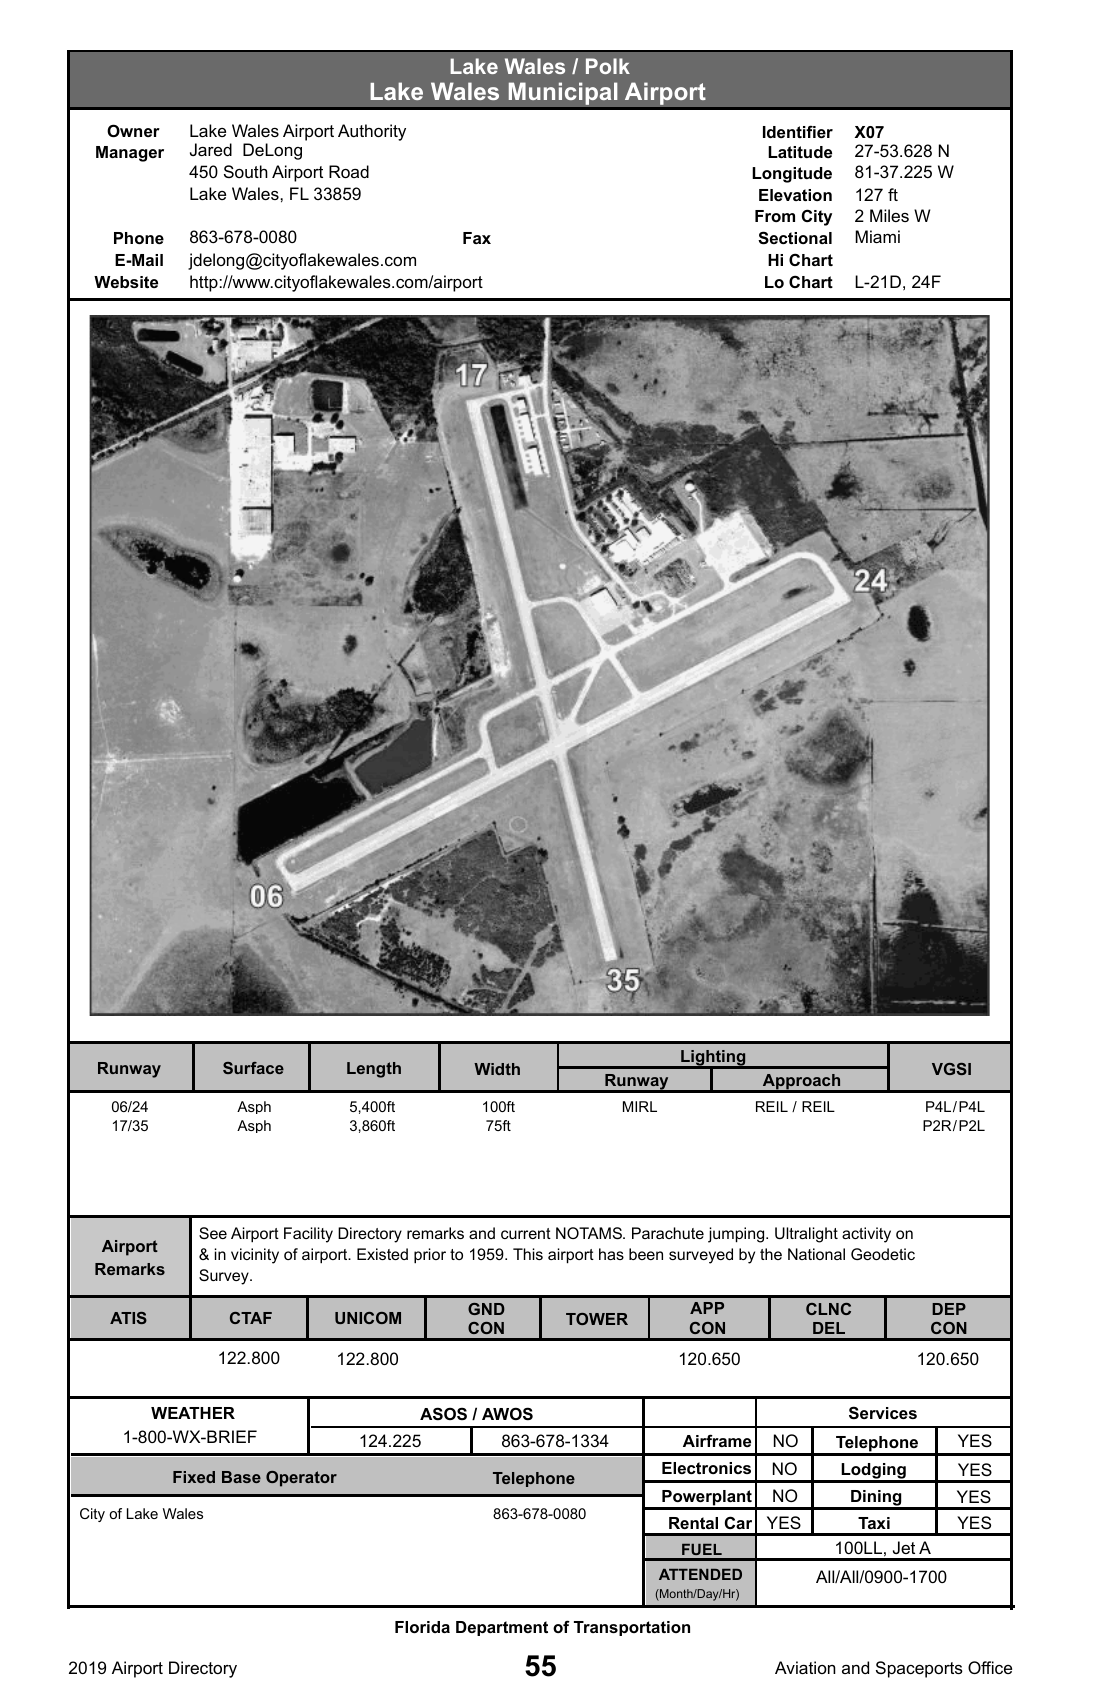 Lake Wales / Polk
Lake Wales Municipal Airport
Owner Lake Wales Airport Authority
Manager Jared DeLong
450 South Airport Road
Lake Wales, FL 33859
Phone 863-678-0080 Fax
E-Mail jdelong@cityoflakewales.com
Website http://www.cityoflakewales.com/airport
Identifier X07
Latitude 27-53.628 N
Longitude 81-37.225 W
Elevation 127 ft
From City 2 Miles W
Sectional Miami
Hi Chart
Lo Chart L-21D, 24F
17
24
06
35
Runway Surface Length Width Lighting VGSI
Runway Approach
06/24 Asph 5,400ft 100ft MIRL REIL / REIL P4L/P4L
17/35 Asph 3,860ft 75ft P2R/P2L
Airport Remarks
See Airport Facility Directory remarks and current NOTAMS. Parachute jumping. Ultralight activity on
& in vicinity of airport. Existed prior to 1959. This airport has been surveyed by the National Geodetic
Survey.
ATIS CTAF UNICOM GND CON TOWER APP CON CLNC DEL DEP CON
122.800 122.800 120.650 120.650
WEATHER ASOS / AWOS
1-800-WX-BRIEF 124.225 863-678-1334
Fixed Base Operator Telephone
City of Lake Wales 863-678-0080
Services
Airframe NO Telephone YES
Electronics NO Lodging YES
Powerplant NO Dining YES
Rental Car YES Taxi YES
FUEL 100LL, Jet A
ATTENDED All/All/0900-1700
(Month/Day/Hr)
Florida Department of Transportation
2019 Airport Directory 55 Aviation and Spaceports Office